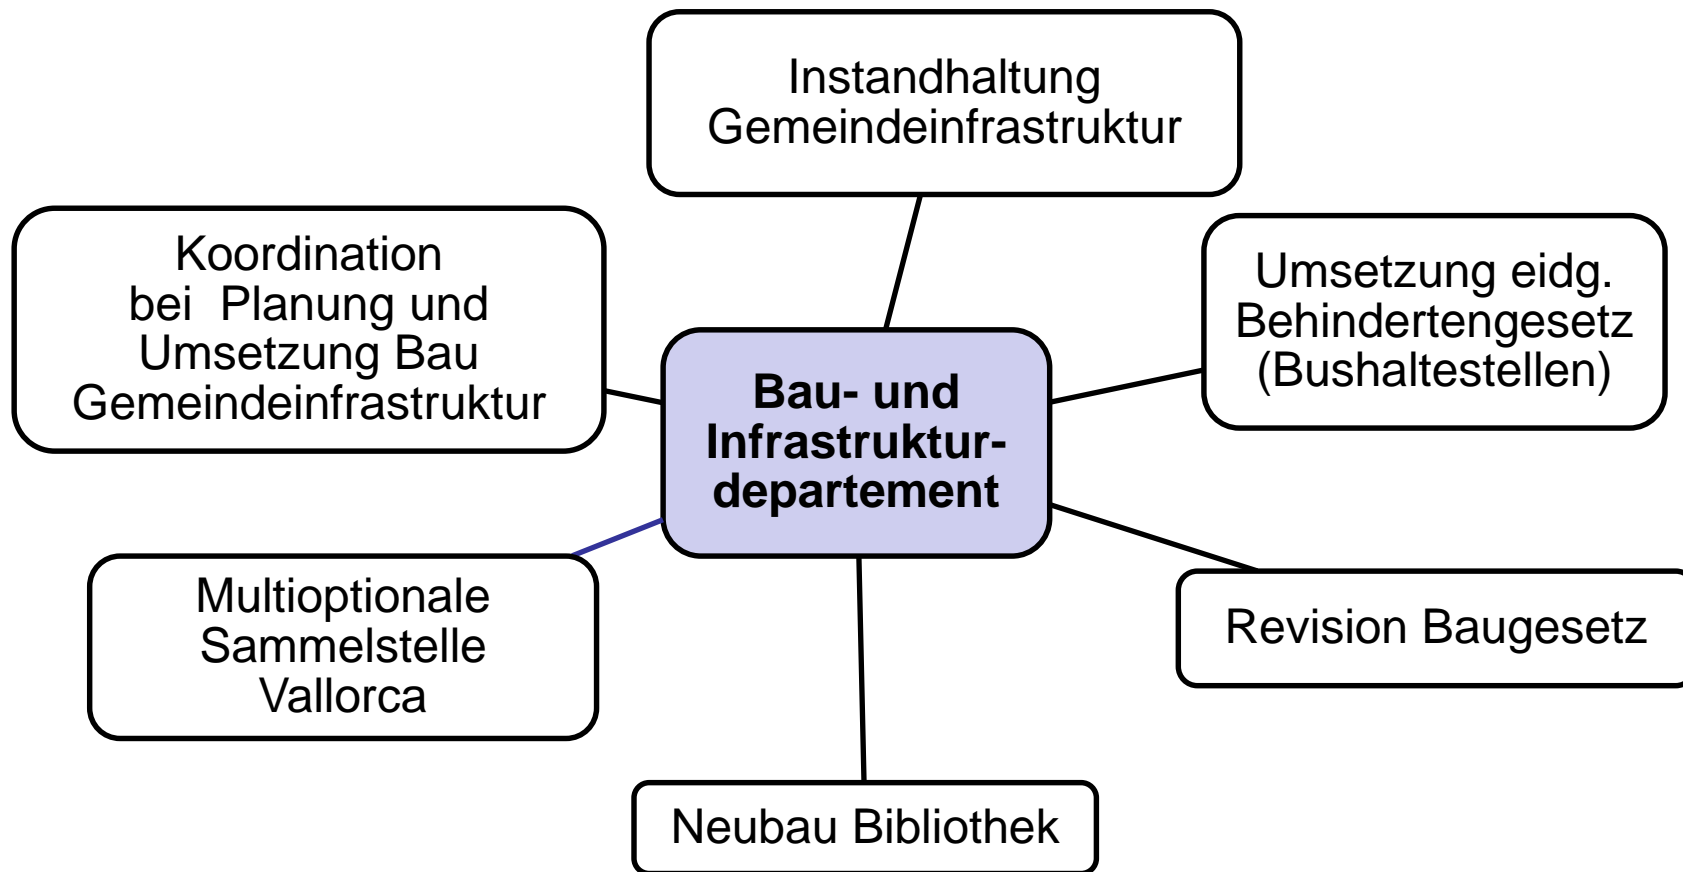 Instandhaltung
Gemeindeinfrastruktur
Koordination
bei  Planung und
Umsetzung Bau
Gemeindeinfrastruktur
Umsetzung eidg.
Behindertengesetz
(Bushaltestellen)
Bau- und
Infrastruktur-
departement
Multioptionale
Sammelstelle
Vallorca
Revision Baugesetz
Neubau Bibliothek